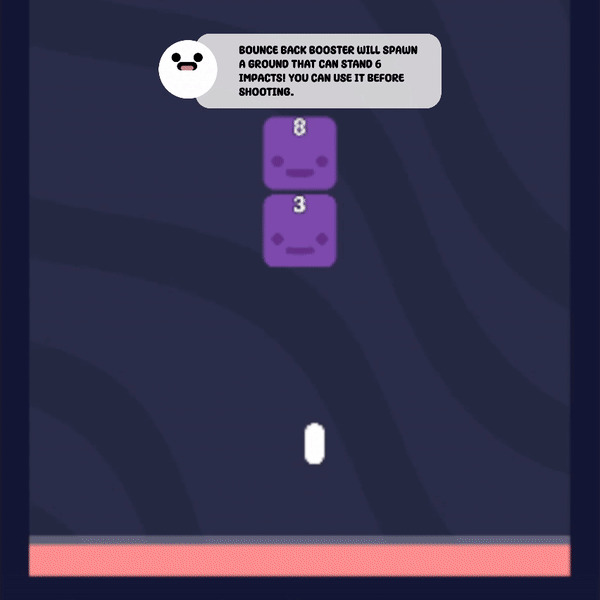 BOUNCE BACK BOOSTER WILL SPAWN
A GROUND THAT CAN STAND 6
IMPACTS! YOU CAN USE IT BEFORE
SHOOTING.
8
3